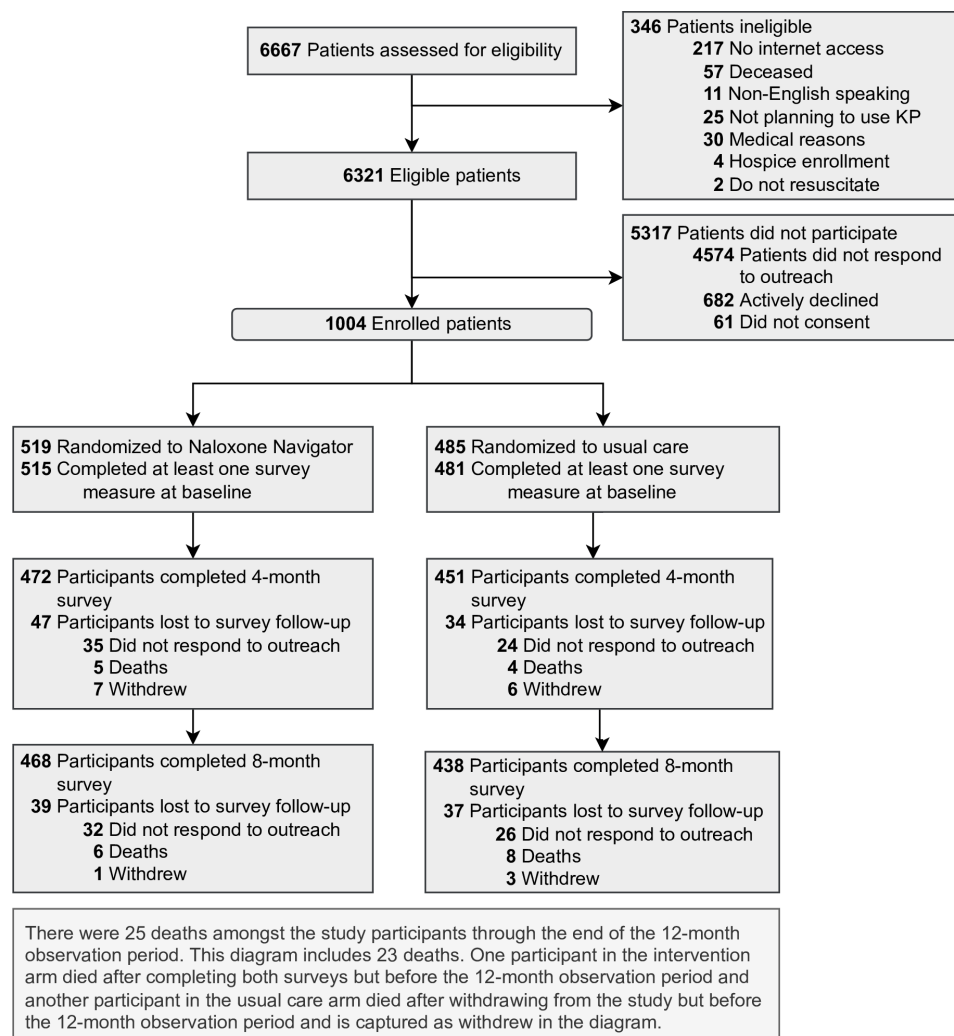 6667 Patients assessed for eligibility
346 Patients ineligible
217 No internet access
57 Deceased
11 Non-English speaking
25 Not planning to use KP
30 Medical reasons
4 Hospice enrollment
2 Do not resuscitate
6321 Eligible patients
5317 Patients did not participate
4574 Patients did not respond
to outreach
682 Actively declined
61 Did not consent
1004 Enrolled patients
519 Randomized to Naloxone Navigator
515 Completed at least one survey
measure at baseline
485 Randomized to usual care
481 Completed at least one survey
measure at baseline
472 Participants completed 4-month
survey
47 Participants lost to survey follow-up
35 Did not respond to outreach
5 Deaths
7 Withdrew
451 Participants completed 4-month
survey
34 Participants lost to survey follow-up
24 Did not respond to outreach
4 Deaths
6 Withdrew
468 Participants completed 8-month
survey
39 Participants lost to survey follow-up
32 Did not respond to outreach
6 Deaths
1 Withdrew
438 Participants completed 8-month
survey
37 Participants lost to survey follow-up
26 Did not respond to outreach
8 Deaths
3 Withdrew
There were 25 deaths amongst the study participants through the end of the 12-month
observation period. This diagram includes 23 deaths. One participant in the intervention
arm died after completing both surveys but before the 12-month observation period and
another participant in the usual care arm died after withdrawing from the study but before
the 12-month observation period and is captured as withdrew in the diagram.